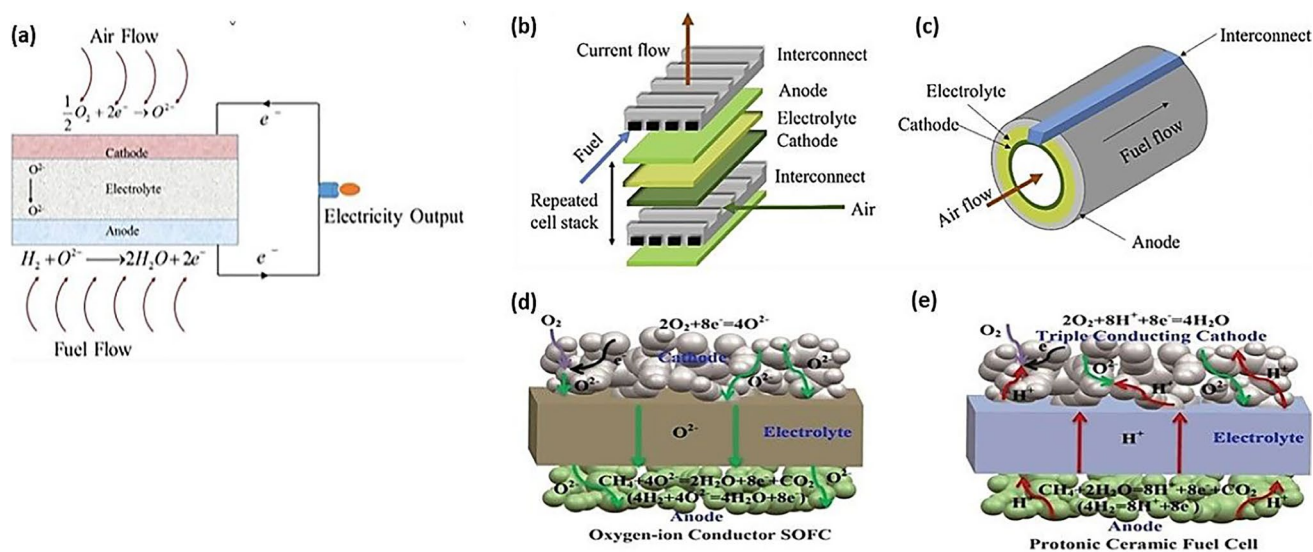 (a)
Air Flow
½O₂ + 2e⁻ → O²⁻
e⁻
Cathode
O²⁻
Electrolyte
O²⁻
Anode
Electricity Output
H₂ + O²⁻ ⟶ 2H₂O + 2e⁻
e⁻
Fuel Flow
(b)
Current flow
Interconnect
Anode
Electrolyte
Cathode
Fuel
Interconnect
Repeated
cell stack
Air
(c)
Interconnect
Electrolyte
Cathode
Fuel flow
Air flow
Anode
(d)
O₂
2O₂+8e⁻=4O²⁻
e⁻
Cathode
O²⁻
O²⁻
O²⁻
O²⁻
Electrolyte
O²⁻
O²⁻
CH₄+4O²⁻=2H₂O+8e⁻+CO₂
(4H₂+4O²⁻=4H₂O+8e⁻)
Anode
Oxygen-ion Conductor SOFC
(e)
2O₂+8H⁺+8e⁻=4H₂O
O₂
Triple Conducting Cathode
e⁻
O²⁻
H⁺
H⁺
H⁺
O²⁻
H⁺
Electrolyte
CH₄+2H₂O=8H⁺+8e⁻+CO₂
H⁺
(4H₂=8H⁺+8e⁻)
H⁺
Anode
Protonic Ceramic Fuel Cell